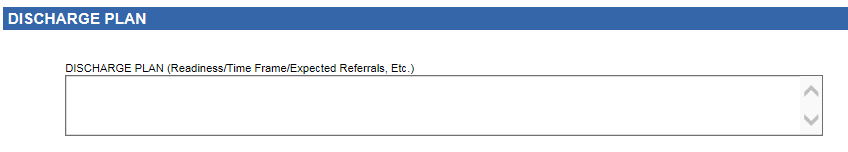 DISCHARGE PLAN
DISCHARGE PLAN (Readiness/Time Frame/Expected Referrals, Etc.)